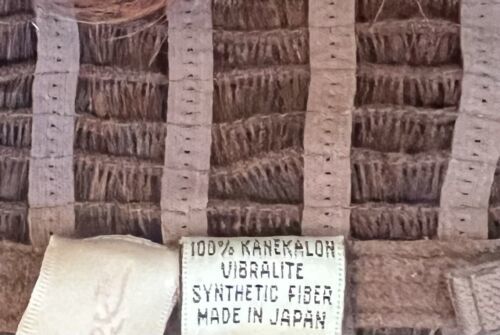 100% KANEKALON
VIBRALITE
SYNTHETIC FIBER
MADE IN JAPAN